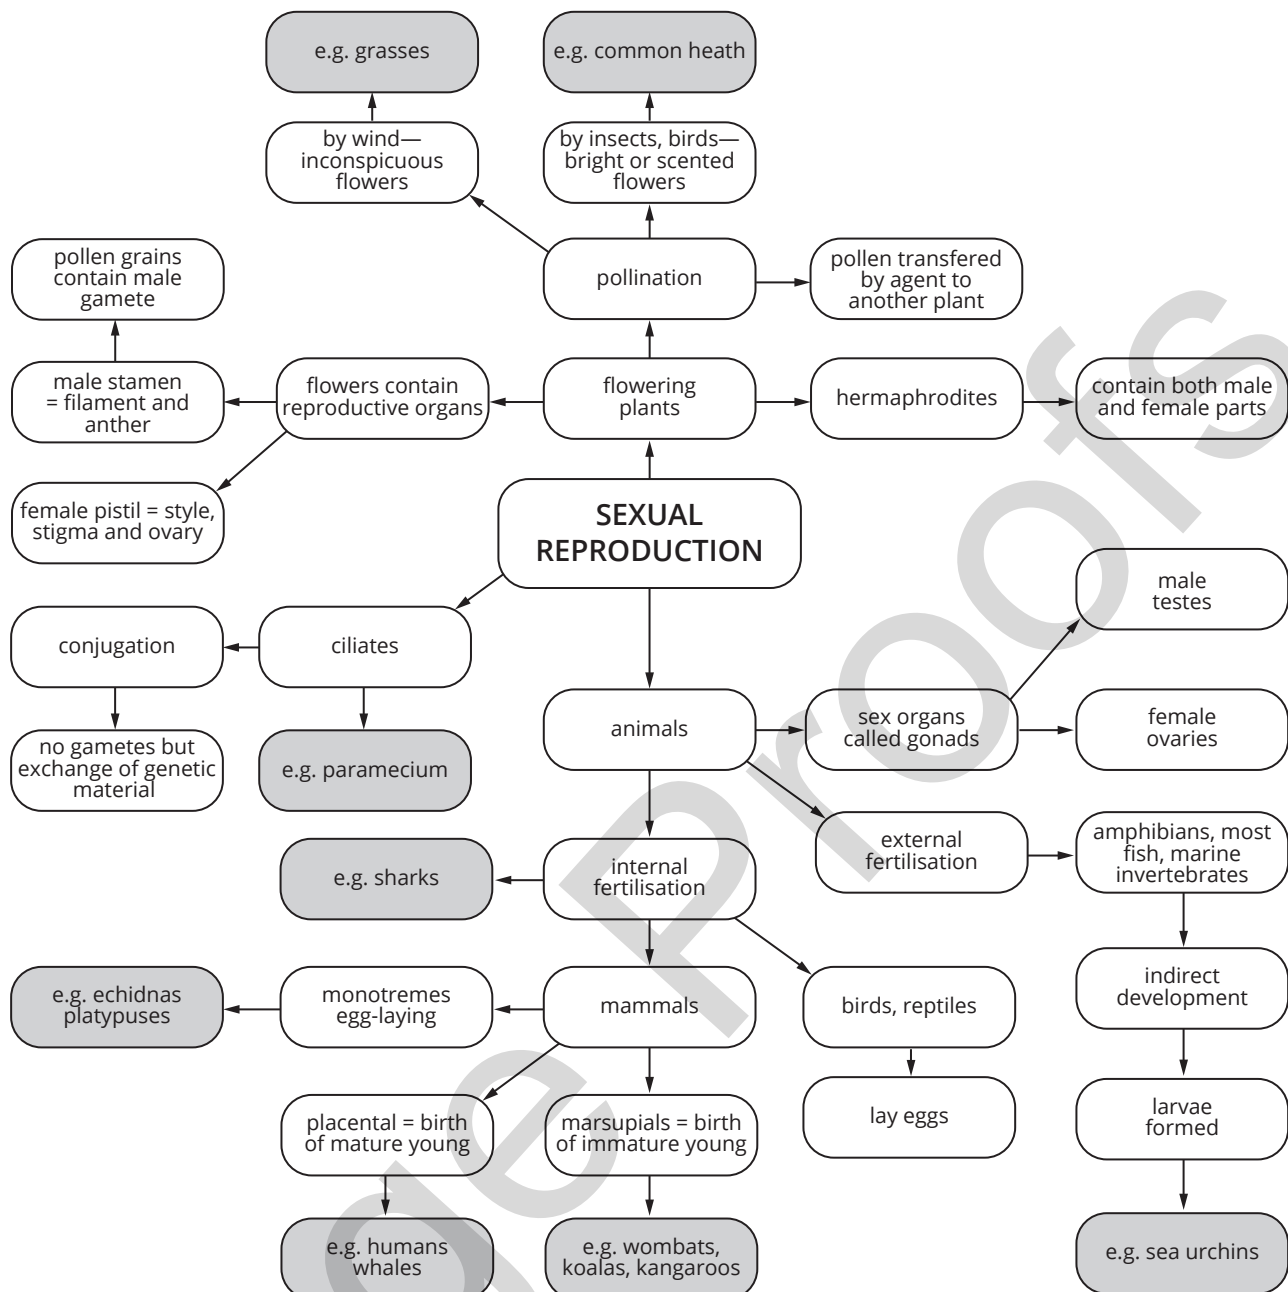 e.g. grasses
e.g. common heath
by wind—
inconspicuous
flowers
by insects, birds—
bright or scented
flowers
pollen grains
contain male
gamete
pollination
pollen transfered
by agent to
another plant
male stamen
= filament and
anther
flowers contain
reproductive organs
flowering
plants
hermaphrodites
contain both male
and female parts
female pistil = style,
stigma and ovary
SEXUAL
REPRODUCTION
male
testes
conjugation
ciliates
animals
sex organs
called gonads
female
ovaries
no gametes but
exchange of genetic
material
e.g. paramecium
external
fertilisation
amphibians, most
fish, marine
invertebrates
e.g. sharks
internal
fertilisation
indirect
development
e.g. echidnas
platypuses
monotremes
egg-laying
mammals
birds, reptiles
placental = birth
of mature young
marsupials = birth
of immature young
lay eggs
larvae
formed
e.g. humans
whales
e.g. wombats,
koalas, kangaroos
e.g. sea urchins
ge Proofs